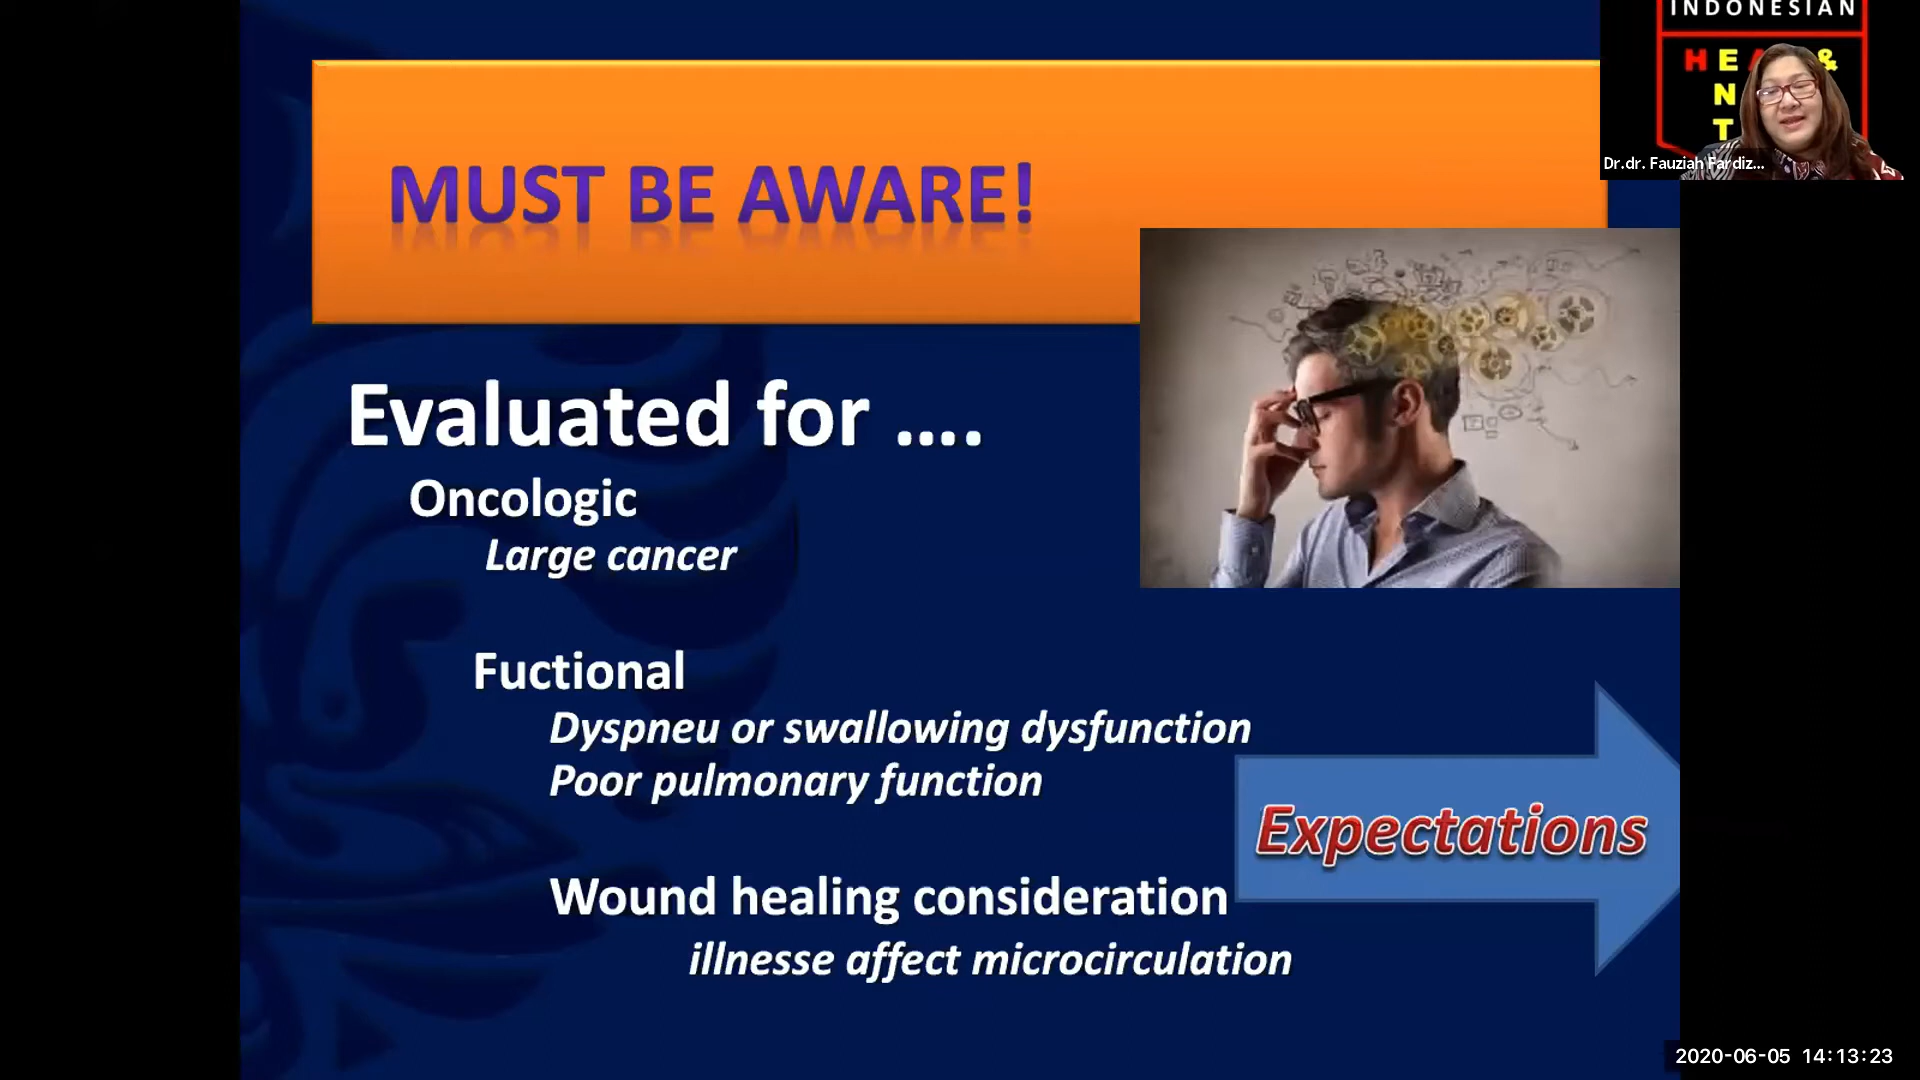 INDONESIAN
HE &
N
T
Dr.dr. Fauziah Fardiz...
MUST BE AWARE!
Evaluated for ....
Oncologic
Large cancer
Fuctional
Dyspneu or swallowing dysfunction
Poor pulmonary function
Expectations
Wound healing consideration
illnesse affect microcirculation
2020-06-05 14:13:23